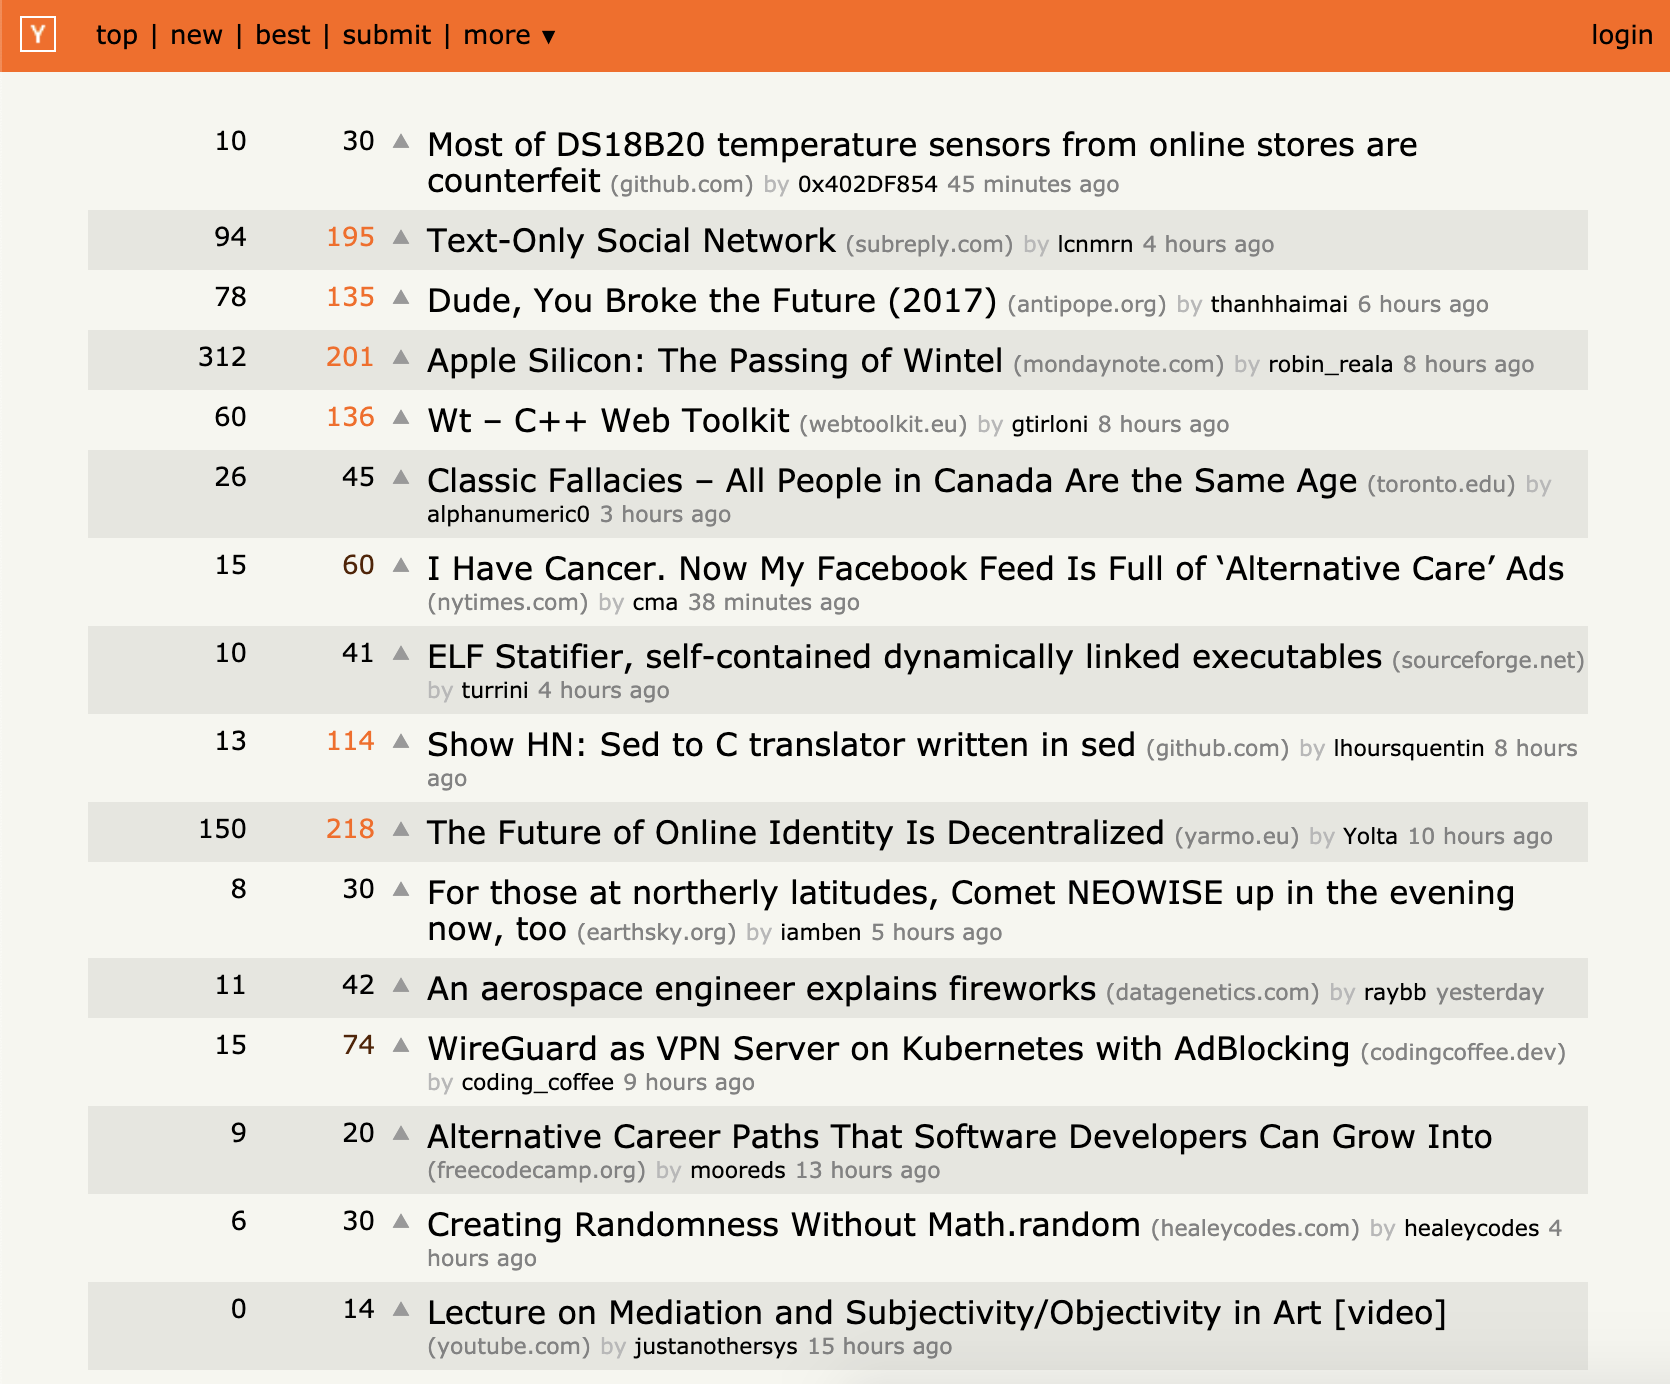 Y top | new | best | submit | more ▼ login
10 30 ▲ Most of DS18B20 temperature sensors from online stores are
counterfeit (github.com) by 0x402DF854 45 minutes ago
94 195 ▲ Text-Only Social Network (subreply.com) by lcnmrn 4 hours ago
78 135 ▲ Dude, You Broke the Future (2017) (antipope.org) by thanhhaimai 6 hours ago
312 201 ▲ Apple Silicon: The Passing of Wintel (mondaynote.com) by robin_reala 8 hours ago
60 136 ▲ Wt – C++ Web Toolkit (webtoolkit.eu) by gtirloni 8 hours ago
26 45 ▲ Classic Fallacies – All People in Canada Are the Same Age (toronto.edu) by
alphanumeric0 3 hours ago
15 60 ▲ I Have Cancer. Now My Facebook Feed Is Full of ‘Alternative Care’ Ads
(nytimes.com) by cma 38 minutes ago
10 41 ▲ ELF Statifier, self-contained dynamically linked executables (sourceforge.net)
by turrini 4 hours ago
13 114 ▲ Show HN: Sed to C translator written in sed (github.com) by lhoursquentin 8 hours
ago
150 218 ▲ The Future of Online Identity Is Decentralized (yarmo.eu) by Yolta 10 hours ago
8 30 ▲ For those at northerly latitudes, Comet NEOWISE up in the evening
now, too (earthsky.org) by iamben 5 hours ago
11 42 ▲ An aerospace engineer explains fireworks (datagenetics.com) by raybb yesterday
15 74 ▲ WireGuard as VPN Server on Kubernetes with AdBlocking (codingcoffee.dev)
by coding_coffee 9 hours ago
9 20 ▲ Alternative Career Paths That Software Developers Can Grow Into
(freecodecamp.org) by mooreds 13 hours ago
6 30 ▲ Creating Randomness Without Math.random (healeycodes.com) by healeycodes 4
hours ago
0 14 ▲ Lecture on Mediation and Subjectivity/Objectivity in Art [video]
(youtube.com) by justanothersys 15 hours ago